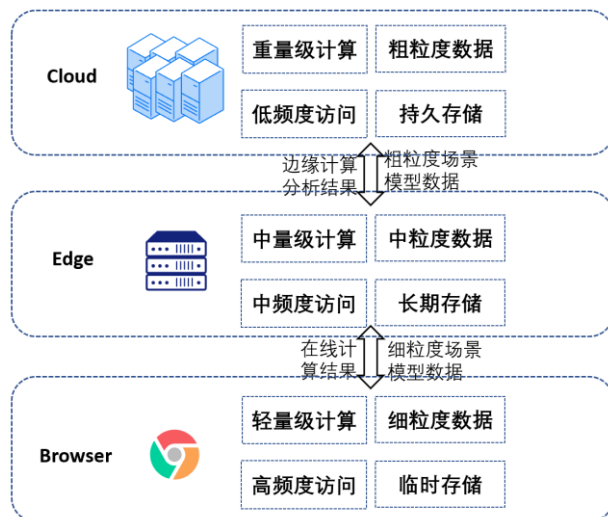 重量级计算
粗粒度数据
Cloud
低频度访问
持久存储
边缘计算
分析结果
粗粒度场景
模型数据
中量级计算
中粒度数据
Edge
中频度访问
长期存储
在线计
算结果
细粒度场景
模型数据
轻量级计算
细粒度数据
Browser
高频度访问
临时存储